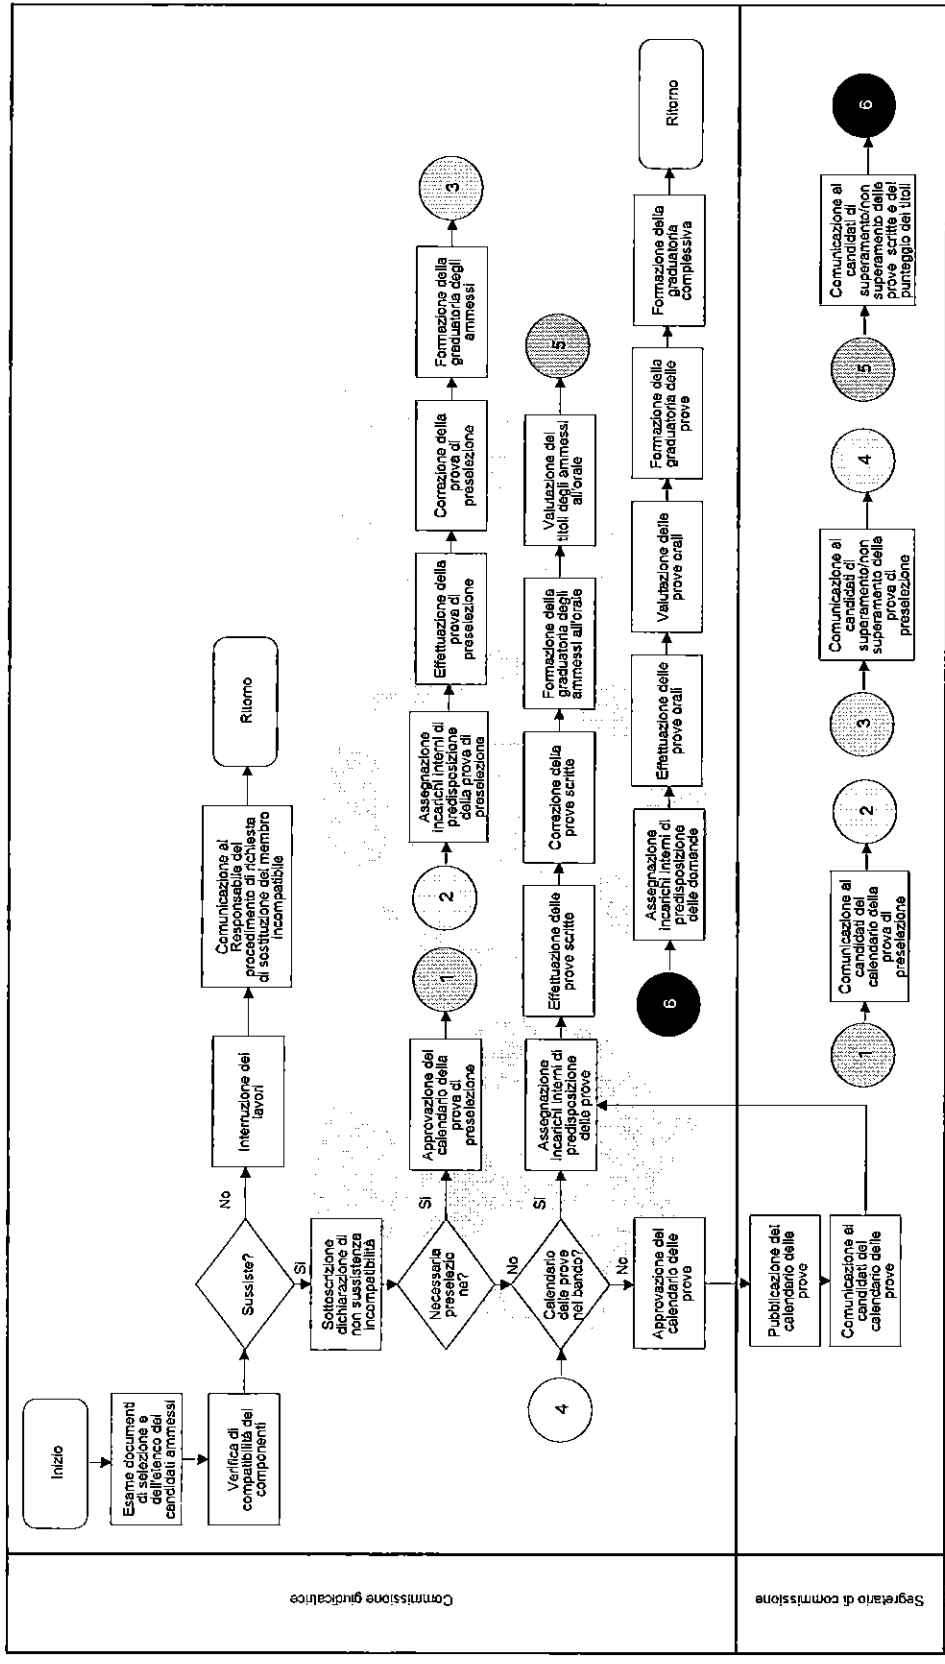 Commissione giudicatrice
Inizio
Esame documenti
di selezione e
dell'elenco dei
candidati ammessi
Verifica di
compatibilità dei
componenti
Sussiste?
No
Interruzione dei
lavori
Comunicazione al
Responsabile del
procedimento di richiesta
di sostituzione del membro
incompatibile
Ritorno
Sì
Sottoscrizione
dichiarazione di
non sussistenza
incompatibilità
Necessaria
preselezio
ne?
Sì
Approvazione del
calendario della
prova di
preselezione
1
2
Assegnazione
incarichi interni di
predisposizione
della prova di
preselezione
Effettuazione della
prova di
preselezione
Correzione della
prova di
preselezione
Formazione della
graduatoria degli
ammessi
3
No
4
Calendario
delle prove
nel bando?
Sì
Assegnazione
incarichi interni di
predisposizione
delle prove
Effettuazione delle
prove scritte
Correzione della
prove scritte
Formazione della
graduatoria degli
ammessi all'orale
Valutazione dei
titoli degli ammessi
all'orale
5
No
Approvazione del
calendario delle
prove
6
Assegnazione
incarichi interni di
predisposizione
delle domande
Effettuazione delle
prove orali
Valutazione delle
prove orali
Formazione della
graduatoria delle
prove
Formazione della
graduatoria
complessiva
Ritorno
Segretario di commissione
Pubblicazione del
calendario delle
prove
Comunicazione ai
candidati del
calendario delle
prove
1
Comunicazione ai
candidati del
calendario della
prova di
preselezione
2
3
Comunicazione ai
candidati di
superamento/non
superamento della
prova di
preselezione
4
5
Comunicazione ai
candidati di
superamento/non
superamento delle
prove scritte e del
punteggio dei titoli
6